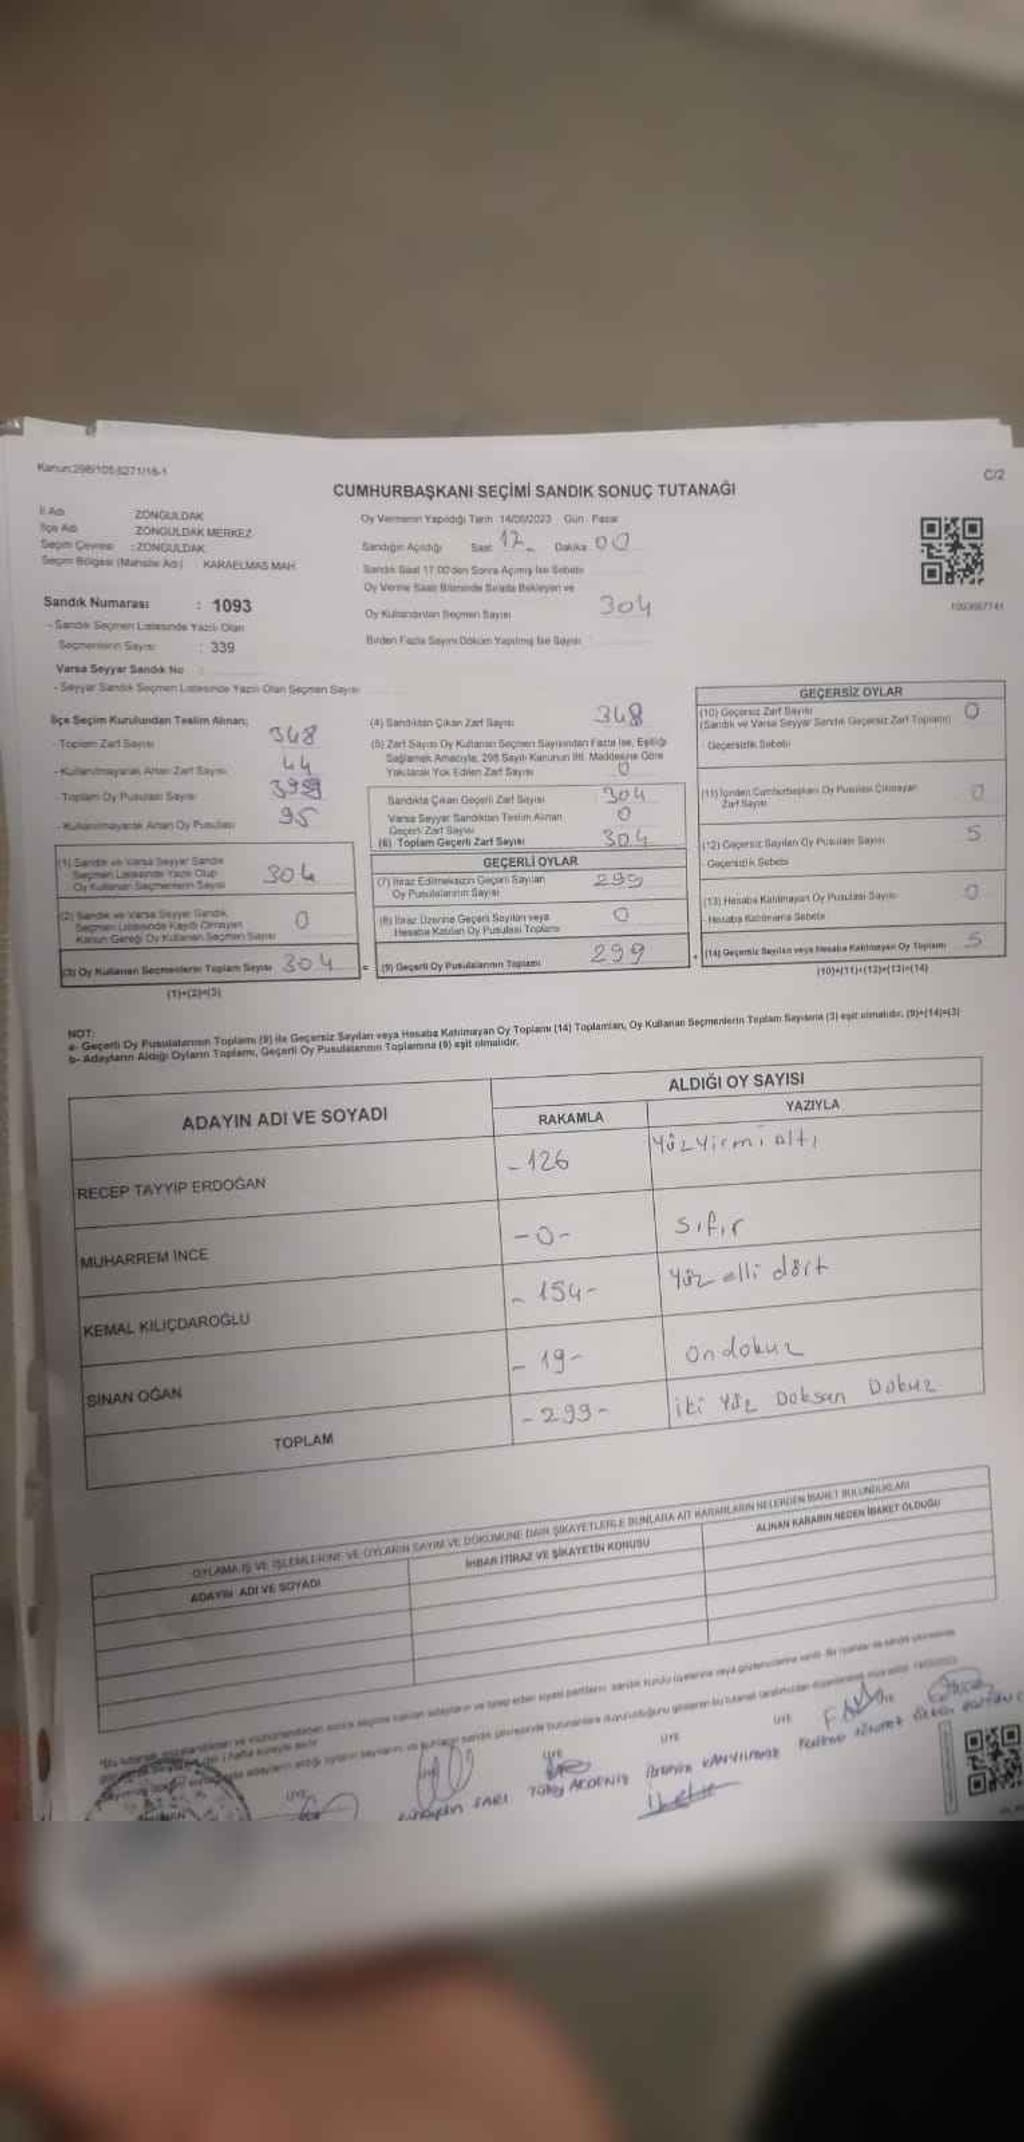 C/2
CUMHURBAŞKANI SEÇİMİ SANDIK SONUÇ TUTANAĞI
İl Adı ZONGULDAK
İlçe Adı ZONGULDAK MERKEZ
Seçim Çevresi : ZONGULDAK
Seçim Bölgesi (Mahalle Adı) KARAELMAS MAH.
Sandık Numarası : 1093
- Sandık Seçmen Listesinde Yazılı Olan
Seçmenlerin Sayısı : 339
Varsa Seyyar Sandık No :
- Seyyar Sandık Seçmen Listesinde Yazılı Olan Seçmen Sayısı
Oy Vermenin Yapıldığı Tarih 14/05/2023 Gün : Pazar
Sandığın Açıldığı Saat 17 Dakika 00
Sandık Saat 17.00'den Sonra Açılmış İse Sebebi
Oy Verme Saati Bitiminde Sırada Bekleyen ve
Oy Kullandırılan Seçmen Sayısı 304
Birden Fazla Sayım Döküm Yapılmış İse Sayısı
İlçe Seçim Kurulundan Teslim Alınan;
- Toplam Zarf Sayısı 348
- Kullanılmayarak Artan Zarf Sayısı 44
- Toplam Oy Pusulası Sayısı
- Kullanılmayarak Artan Oy Pusulası 95
(1) Sandık ve Varsa Seyyar Sandık
Seçmen Listesinde Yazılı Olup
Oy Kullanan Seçmenlerin Sayısı 304
(2) Sandık ve Varsa Seyyar Sandık
Seçmen Listesinde Kayıtlı Olmayan
Kanun Gereği Oy Kullanan Seçmen Sayısı 0
(3) Oy Kullanan Seçmenlerin Toplam Sayısı 304
(1)+(2)=(3)
(4) Sandıktan Çıkan Zarf Sayısı 348
(5) Zarf Sayısı Oy Kullanan Seçmen Sayısından Fazla İse, Eşitliği
Sağlamak Amacıyla, 298 Sayılı Kanunun İlt. Maddesine Göre
Yakılarak Yok Edilen Zarf Sayısı 0
Sandıkta Çıkan Geçerli Zarf Sayısı 304
Varsa Seyyar Sandıktan Teslim Alınan
Geçerli Zarf Sayısı 0
(6) Toplam Geçerli Zarf Sayısı 304
GEÇERLİ OYLAR
(7) İtiraz Edilmeksizin Geçerli Sayılan
Oy Pusulalarının Sayısı 299
(8) İtiraz Üzerine Geçerli Sayılan veya
Hesaba Katılan Oy Pusulası Toplamı 0
= (9) Geçerli Oy Pusulalarının Toplamı 299
GEÇERSİZ OYLAR
(10) Geçersiz Zarf Sayısı
(Sandık ve Varsa Seyyar Sandık Geçersiz Zarf Toplamı) 0
Geçersizlik Sebebi
(11) İçinden Cumhurbaşkanı Oy Pusulası Çıkmayan
Zarf Sayısı 0
(12) Geçersiz Sayılan Oy Pusulası Sayısı 5
Geçersizlik Sebebi
(13) Hesaba Katılmayan Oy Pusulası Sayısı 0
Hesaba Katılmama Sebebi
+ (14) Geçersiz Sayılan veya Hesaba Katılmayan Oy Toplamı 5
(10)+(11)+(12)+(13)=(14)
NOT:
a- Geçerli Oy Pusulalarının Toplamı (9) ile Geçersiz Sayılan veya Hesaba Katılmayan Oy Toplamı (14) Toplamları, Oy Kullanan Seçmenlerin Toplam Sayısına (3) eşit olmalıdır. (9)+(14)=(3)
b- Adayların Aldığı Oyların Toplamı, Geçerli Oy Pusulalarının Toplamına (9) eşit olmalıdır.
ADAYIN ADI VE SOYADI ALDIĞI OY SAYISI
RAKAMLA YAZIYLA
RECEP TAYYİP ERDOĞAN - 126 Yüz Yirmi altı
MUHARREM İNCE - 0 - Sıfır
KEMAL KILIÇDAROĞLU - 154 - Yüz elli dört
SİNAN OĞAN - 19 - On dokuz
TOPLAM - 299 - iki Yüz Doksan Dokuz
OYLAMA İŞ VE İŞLEMLERİNE VE OYLARIN SAYIM VE DÖKÜMÜNE DAİR ŞİKAYETLERLE BUNLARA AİT KARARLARIN NELERDEN İBARET BULUNDUKLARI
ADAYIN ADI VE SOYADI İHBAR İTİRAZ VE ŞİKAYETİN KONUSU ALINAN KARARIN NEDEN İBARET OLDUĞU
ÜYE ÜYE ÜYE ÜYE
SARI Tülay AKDENİZ İbrahim KANYILMAZ